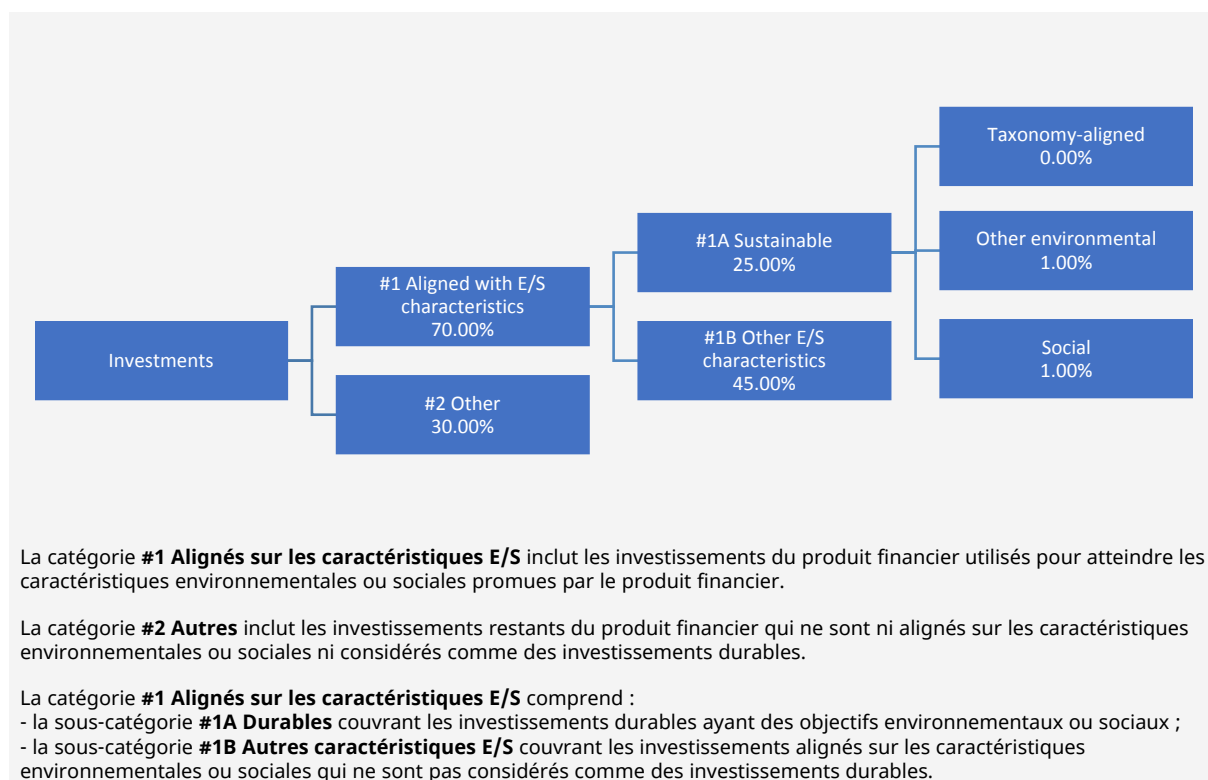 Taxonomy-aligned
0.00%
#1A Sustainable
25.00%
Other environmental
1.00%
#1 Aligned with E/S
characteristics
70.00%
Investments
#1B Other E/S
characteristics
45.00%
Social
1.00%
#2 Other
30.00%
La catégorie #1 Alignés sur les caractéristiques E/S inclut les investissements du produit financier utilisés pour atteindre les
caractéristiques environnementales ou sociales promues par le produit financier.
La catégorie #2 Autres inclut les investissements restants du produit financier qui ne sont ni alignés sur les caractéristiques
environnementales ou sociales ni considérés comme des investissements durables.
La catégorie #1 Alignés sur les caractéristiques E/S comprend :
- la sous-catégorie #1A Durables couvrant les investissements durables ayant des objectifs environnementaux ou sociaux ;
- la sous-catégorie #1B Autres caractéristiques E/S couvrant les investissements alignés sur les caractéristiques
environnementales ou sociales qui ne sont pas considérés comme des investissements durables.